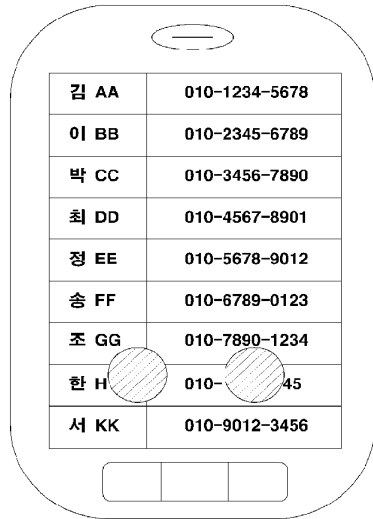 김 AA 010-1234-5678
이 BB 010-2345-6789
박 CC 010-3456-7890
최 DD 010-4567-8901
정 EE 010-5678-9012
송 FF 010-6789-0123
조 GG 010-7890-1234
한
서 KK 010-9012-3456